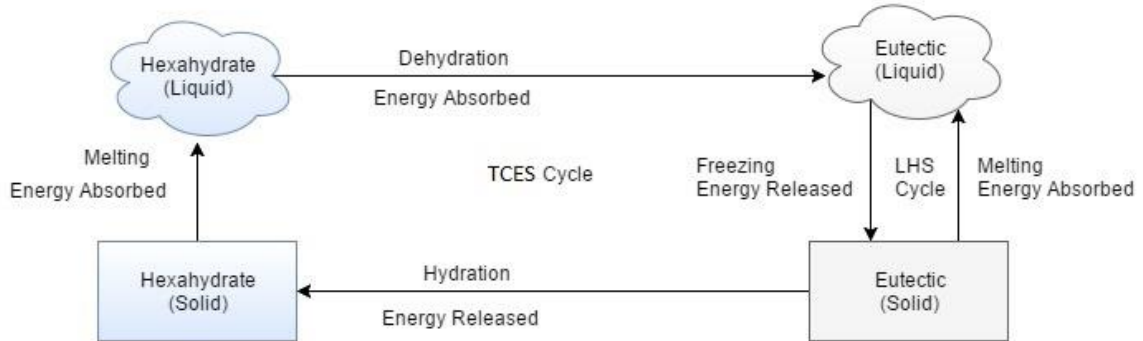 Hexahydrate
(Liquid)
Dehydration
Energy Absorbed
Eutectic
(Liquid)
Melting
Energy Absorbed
TCES Cycle
Freezing
Energy Released
LHS
Cycle
Melting
Energy Absorbed
Hexahydrate
(Solid)
Hydration
Energy Released
Eutectic
(Solid)